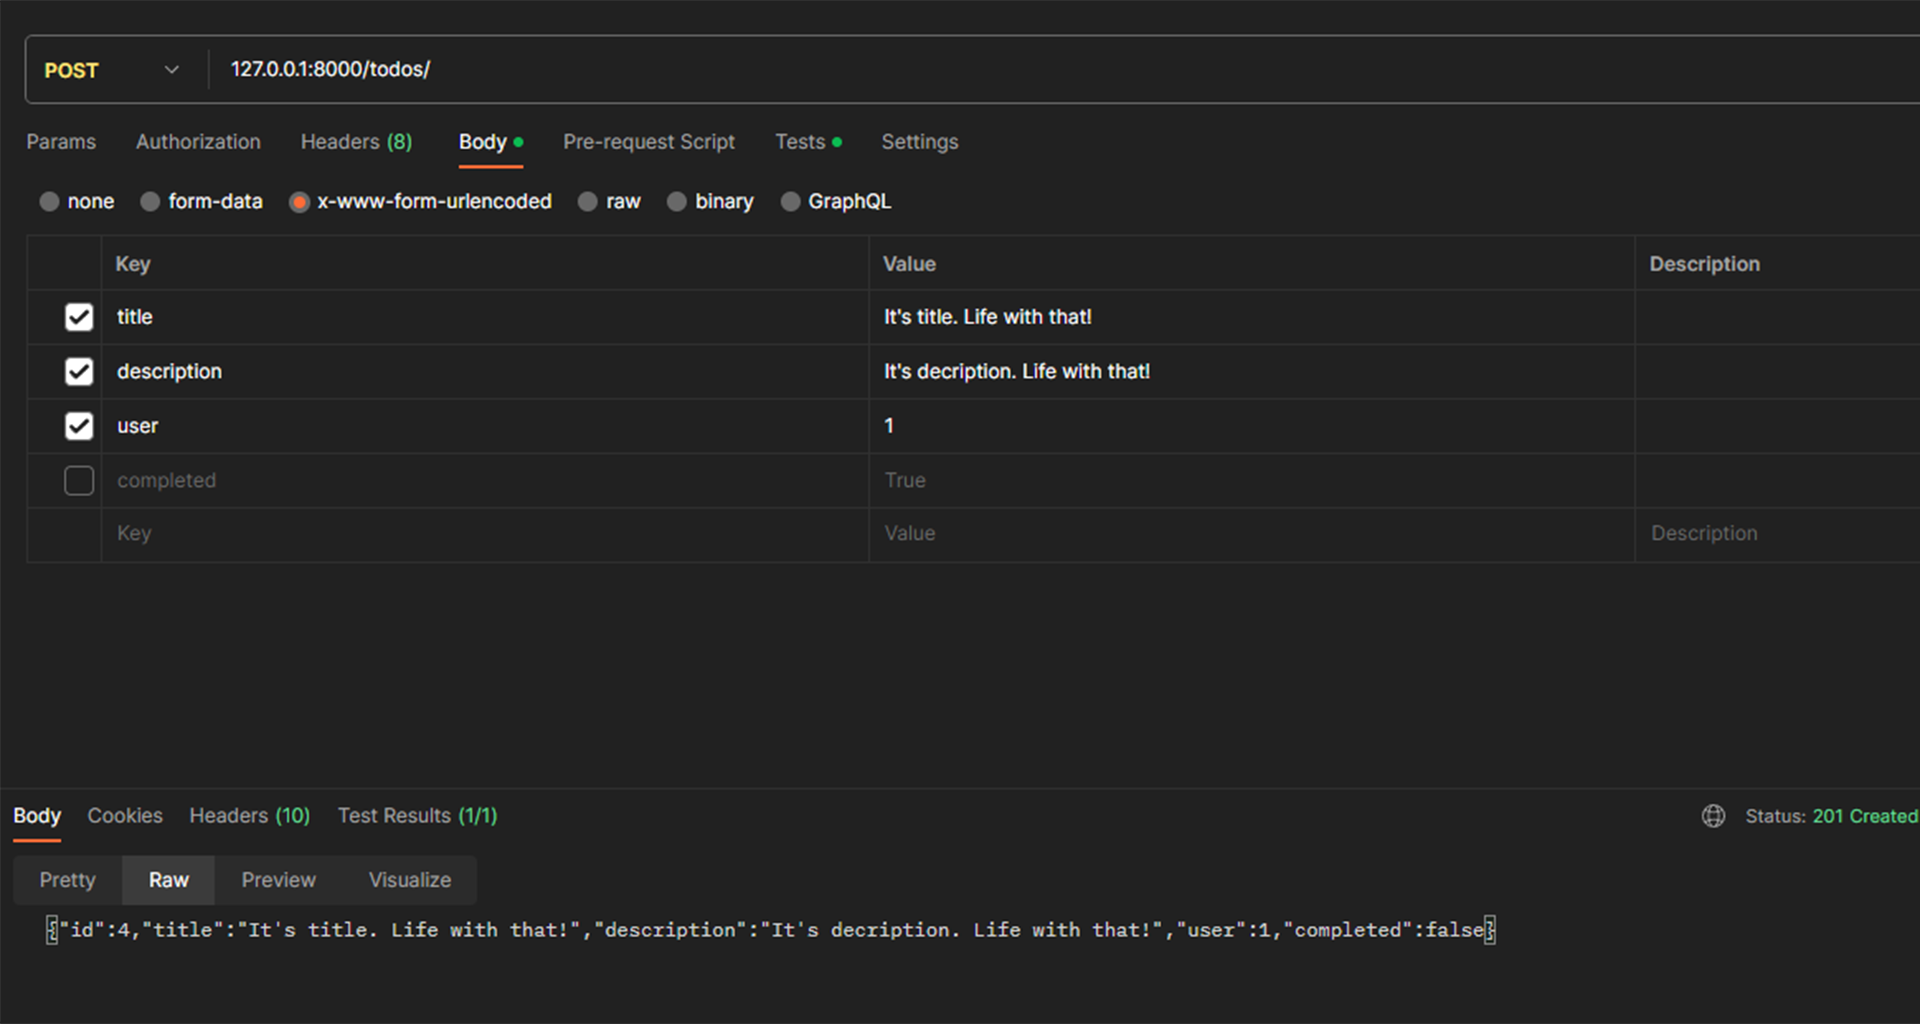 POST 127.0.0.1:8000/todos/
Params Authorization Headers (8) Body Pre-request Script Tests Settings
none form-data x-www-form-urlencoded raw binary GraphQL
Key Value Description
title It's title. Life with that!
description It's decription. Life with that!
user 1
completed True
Key Value Description
Body Cookies Headers (10) Test Results (1/1) Status: 201 Created
Pretty Raw Preview Visualize
{"id":4,"title":"It's title. Life with that!","description":"It's decription. Life with that!","user":1,"completed":false}